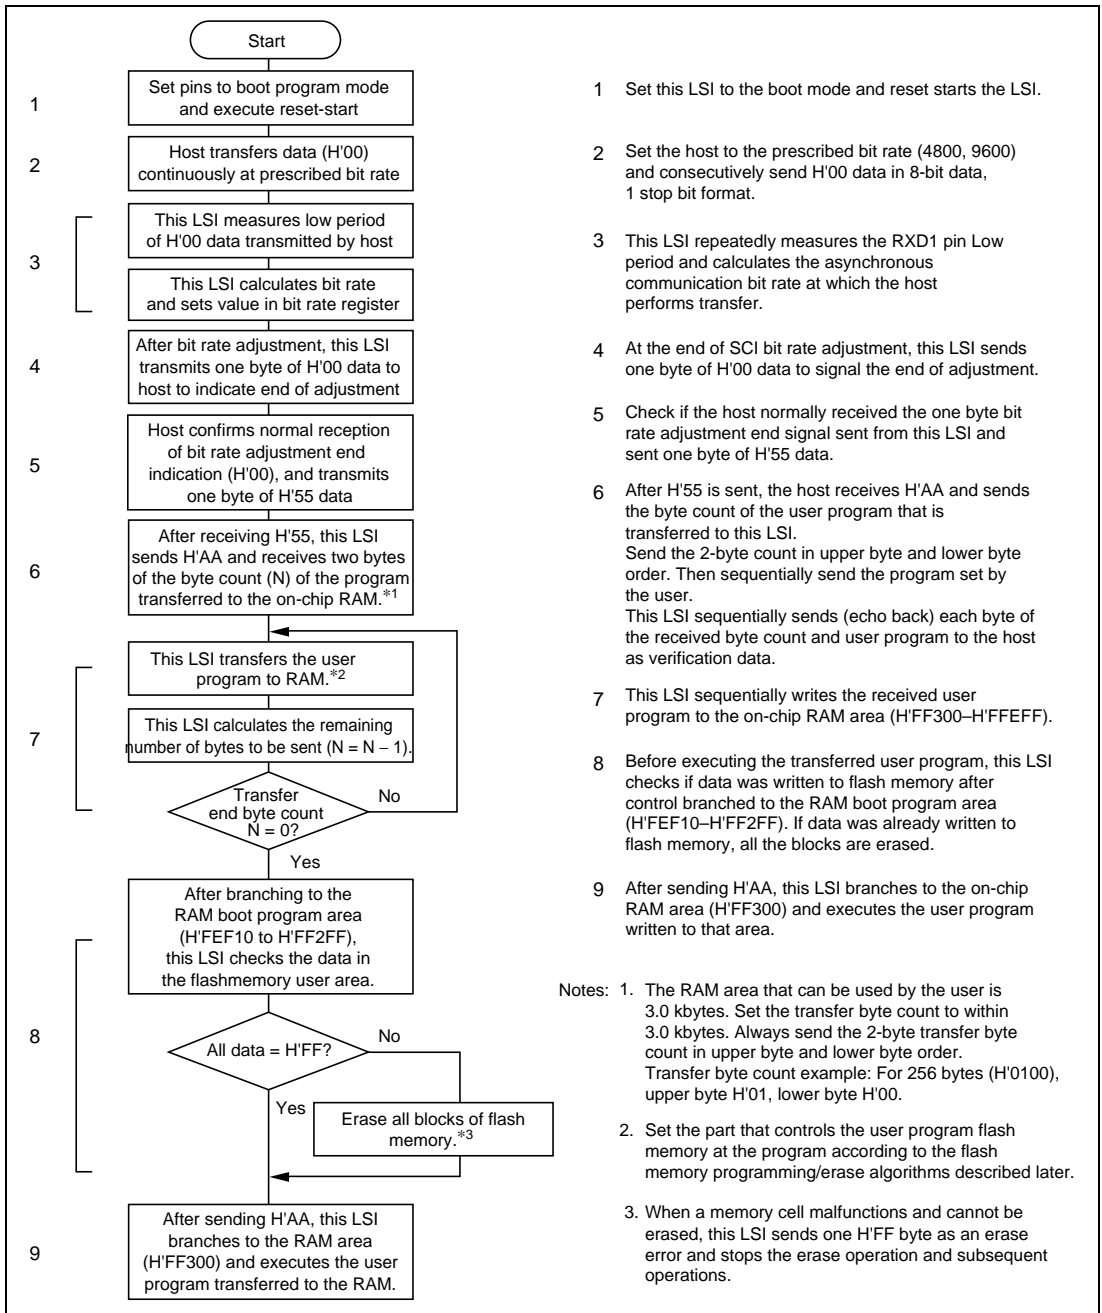 Start
1
Set pins to boot program mode
and execute reset-start
2
Host transfers data (H'00)
continuously at prescribed bit rate
3
This LSI measures low period
of H'00 data transmitted by host
This LSI calculates bit rate
and sets value in bit rate register
4
After bit rate adjustment, this LSI
transmits one byte of H'00 data to
host to indicate end of adjustment
5
Host confirms normal reception
of bit rate adjustment end
indication (H'00), and transmits
one byte of H'55 data
6
After receiving H'55, this LSI
sends H'AA and receives two bytes
of the byte count (N) of the program
transferred to the on-chip RAM.*1
7
This LSI transfers the user
program to RAM.*2
This LSI calculates the remaining
number of bytes to be sent (N = N − 1).
Transfer
end byte count
N = 0?
No
Yes
8
After branching to the
RAM boot program area
(H'FEF10 to H'FF2FF),
this LSI checks the data in
the flashmemory user area.
All data = H'FF?
No
Yes
Erase all blocks of flash
memory.*3
9
After sending H'AA, this LSI
branches to the RAM area
(H'FF300) and executes the user
program transferred to the RAM.
1 Set this LSI to the boot mode and reset starts the LSI.
2 Set the host to the prescribed bit rate (4800, 9600)
and consecutively send H'00 data in 8-bit data,
1 stop bit format.
3 This LSI repeatedly measures the RXD1 pin Low
period and calculates the asynchronous
communication bit rate at which the host
performs transfer.
4 At the end of SCI bit rate adjustment, this LSI sends
one byte of H'00 data to signal the end of adjustment.
5 Check if the host normally received the one byte bit
rate adjustment end signal sent from this LSI and
sent one byte of H'55 data.
6 After H'55 is sent, the host receives H'AA and sends
the byte count of the user program that is
transferred to this LSI.
Send the 2-byte count in upper byte and lower byte
order. Then sequentially send the program set by
the user.
This LSI sequentially sends (echo back) each byte of
the received byte count and user program to the host
as verification data.
7 This LSI sequentially writes the received user
program to the on-chip RAM area (H'FF300–H'FFEFF).
8 Before executing the transferred user program, this LSI
checks if data was written to flash memory after
control branched to the RAM boot program area
(H'FEF10–H'FF2FF). If data was already written to
flash memory, all the blocks are erased.
9 After sending H'AA, this LSI branches to the on-chip
RAM area (H'FF300) and executes the user program
written to that area.
Notes: 1. The RAM area that can be used by the user is
3.0 kbytes. Set the transfer byte count to within
3.0 kbytes. Always send the 2-byte transfer byte
count in upper byte and lower byte order.
Transfer byte count example: For 256 bytes (H'0100),
upper byte H'01, lower byte H'00.
2. Set the part that controls the user program flash
memory at the program according to the flash
memory programming/erase algorithms described later.
3. When a memory cell malfunctions and cannot be
erased, this LSI sends one H'FF byte as an erase
error and stops the erase operation and subsequent
operations.